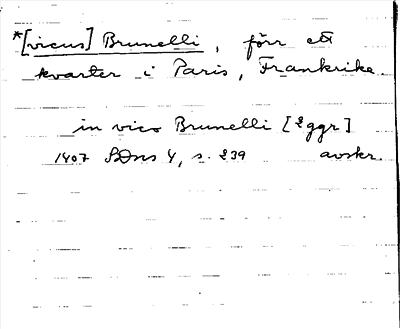 *[vicus] Brunelli, förr ett
kvarter i Paris, Frankrike.
in vico Brunelli [2 ggr]
1407 SDns 4, s. 239 avskr.